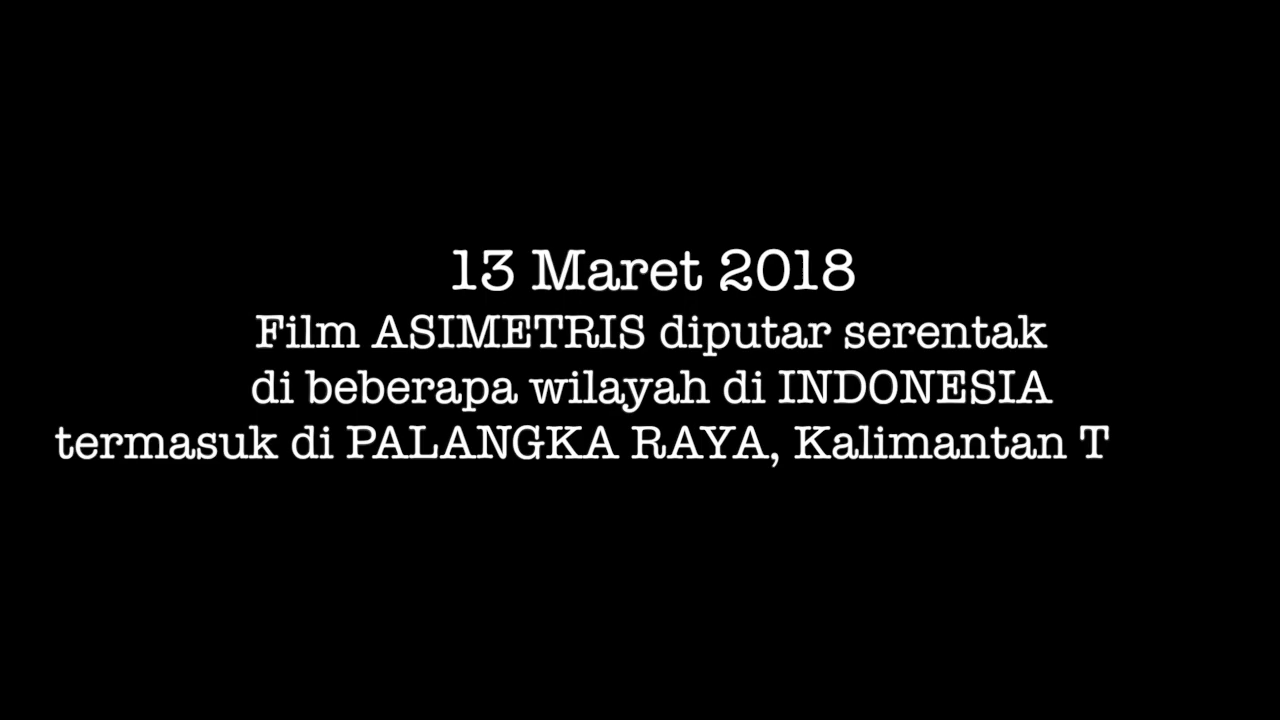 13 Maret 2018
Film ASIMETRIS diputar serentak
di beberapa wilayah di INDONESIA
termasuk di PALANGKA RAYA, Kalimantan T